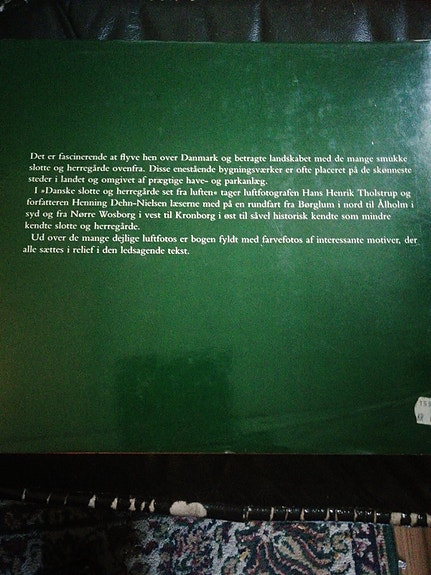 Det er fascinerende at flyve hen over Danmark og betragte landskabet med de mange smukke
slotte og herregårde ovenfra. Disse enestående bygningsværker er ofte placeret på de skønneste
steder i landet og omgivet af prægtige have- og parkanlæg.
I »Danske slotte og herregårde set fra luften« tager luftfotografen Hans Henrik Tholstrup og
forfatteren Henning Dehn-Nielsen læserne med på en rundfart fra Børglum i nord til Ålholm i
syd og fra Nørre Wosborg i vest til Kronborg i øst til såvel historisk kendte som mindre
kendte slotte og herregårde.
Ud over de mange dejlige luftfotos er bogen fyldt med farvefotos af interessante motiver, der
alle sættes i relief i den ledsagende tekst.